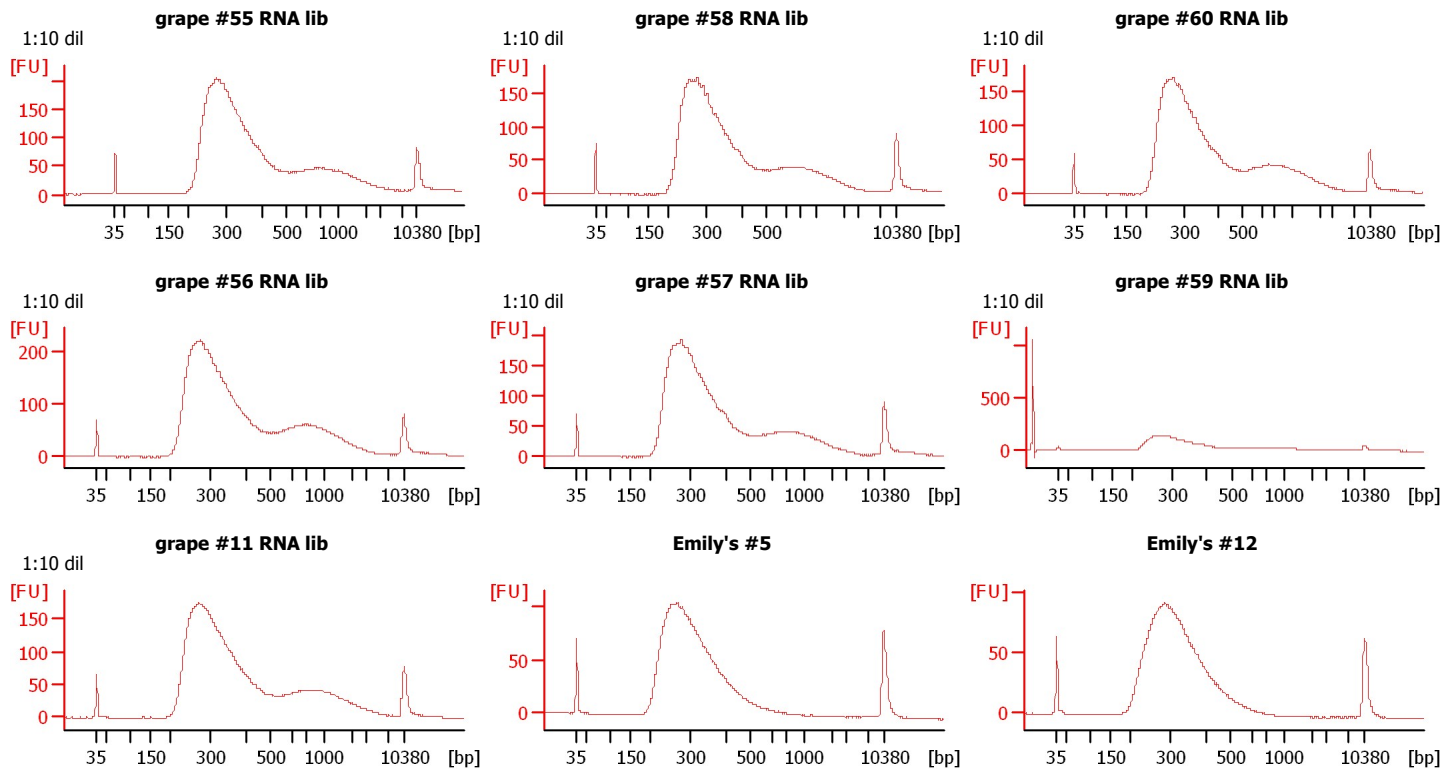 grape #55 RNA lib
1:10 dil
[FU]
150
100
50
0
35 150 300 500 1000 10380 [bp]
grape #58 RNA lib
1:10 dil
[FU]
150
100
50
0
35 150 300 500 10380 [bp]
grape #60 RNA lib
1:10 dil
[FU]
150
100
50
0
35 150 300 500 10380 [bp]
grape #56 RNA lib
1:10 dil
[FU]
200
100
0
35 150 300 500 1000 10380 [bp]
grape #57 RNA lib
1:10 dil
[FU]
150
100
50
0
35 150 300 500 1000 10380 [bp]
grape #59 RNA lib
1:10 dil
[FU]
500
0
35 150 300 500 1000 10380 [bp]
grape #11 RNA lib
1:10 dil
[FU]
150
100
50
0
35 150 300 500 1000 10380 [bp]
Emily's #5
[FU]
50
0
35 150 300 500 1000 10380 [bp]
Emily's #12
[FU]
50
0
35 150 300 500 1000 10380 [bp]